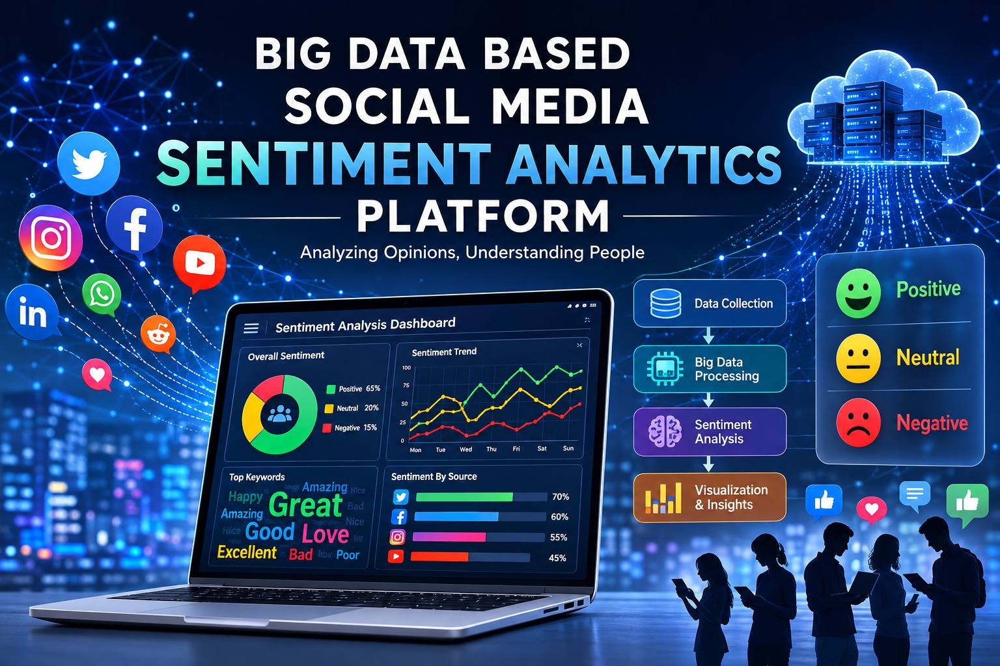 BIG DATA BASED
SOCIAL MEDIA
SENTIMENT ANALYTICS
PLATFORM
Analyzing Opinions, Understanding People
in
Sentiment Analysis Dashboard
Overall Sentiment
Positive 65%
Neutral 20%
Negative 15%
Sentiment Trend
100
75
50
25
0
Mon Tue Wed Thu Fri Sat Sun
Top Keywords
Amazing Nice
Happy Great Bad
Amazing Nice
Good Love
Excellent Bad Poor
Sentiment By Source
70%
60%
55%
45%
Data Collection
Big Data
Processing
Sentiment
Analysis
Visualization
& Insights
Positive
Neutral
Negative